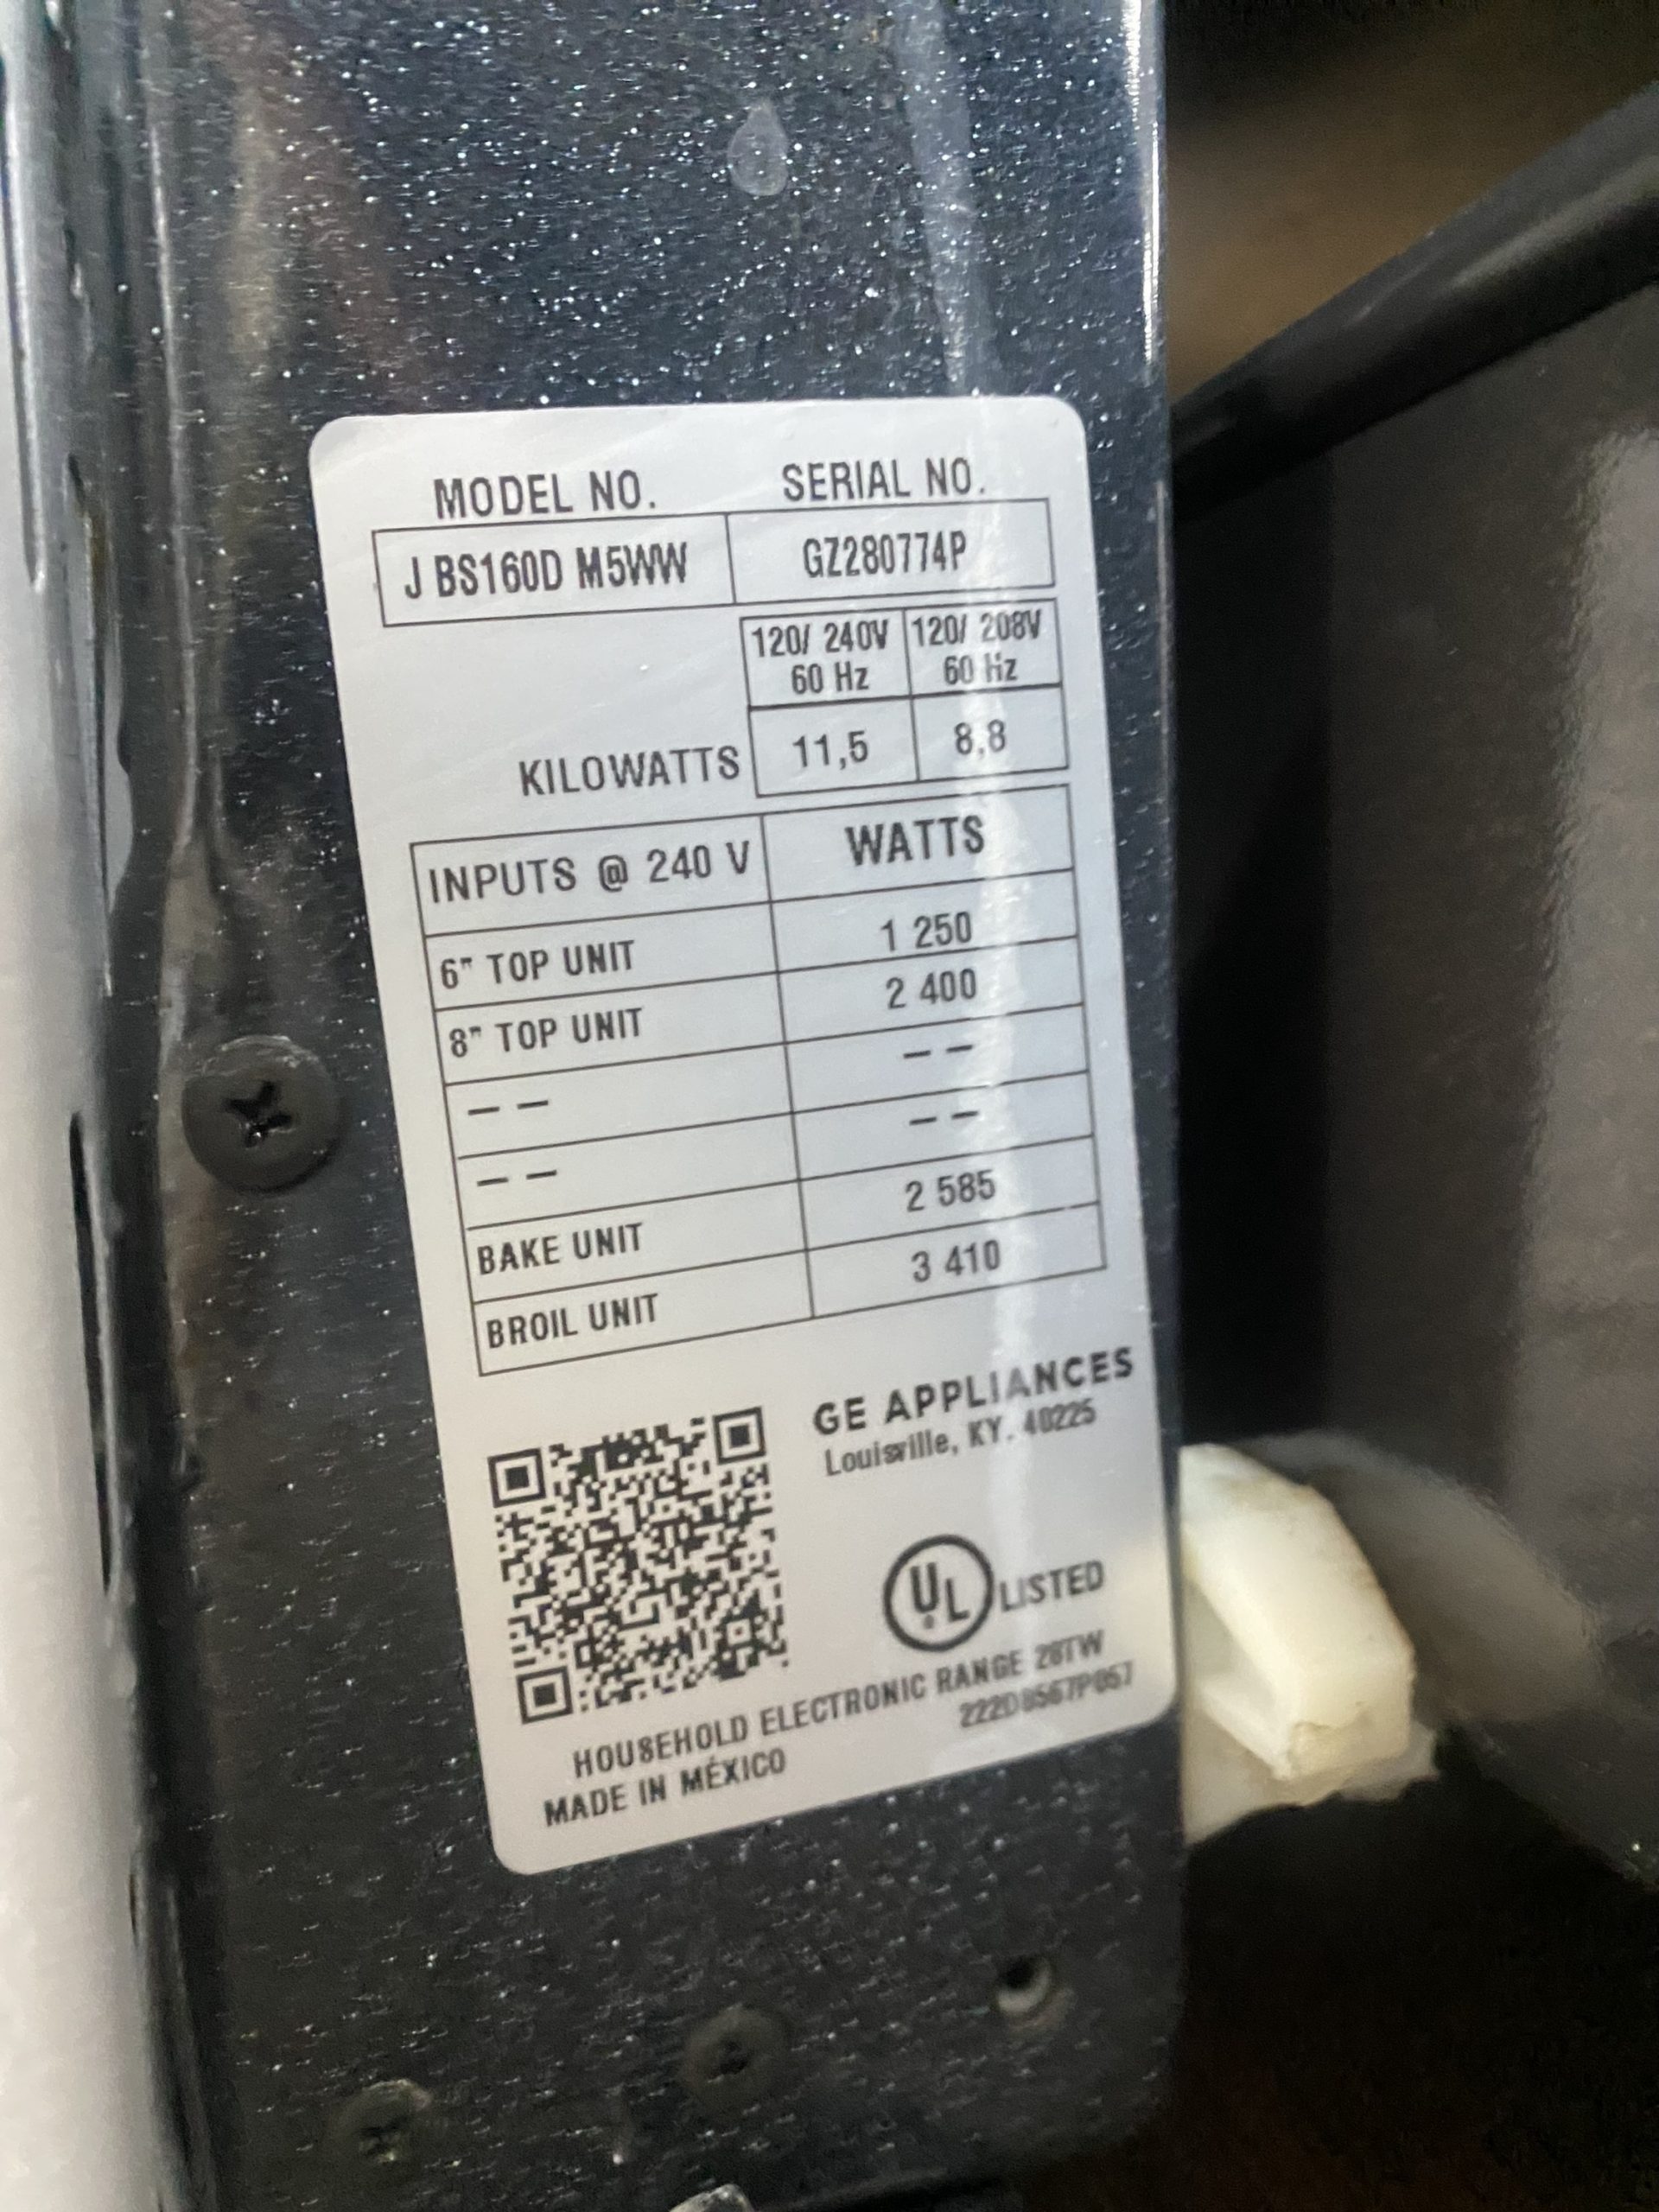 MODEL NO. SERIAL NO.
J BS160D M5WW GZ280774P
120/ 240V 120/ 208V
60 Hz 60 Hz
KILOWATTS 11,5 8,8
INPUTS @ 240 V WATTS
6" TOP UNIT 1 250
8" TOP UNIT 2 400
– – – –
– – – –
BAKE UNIT 2 585
BROIL UNIT 3 410
GE APPLIANCES
Louisville, KY. 40225
UL LISTED
HOUSEHOLD ELECTRONIC RANGE 28TW
222D8567P057
MADE IN MÉXICO